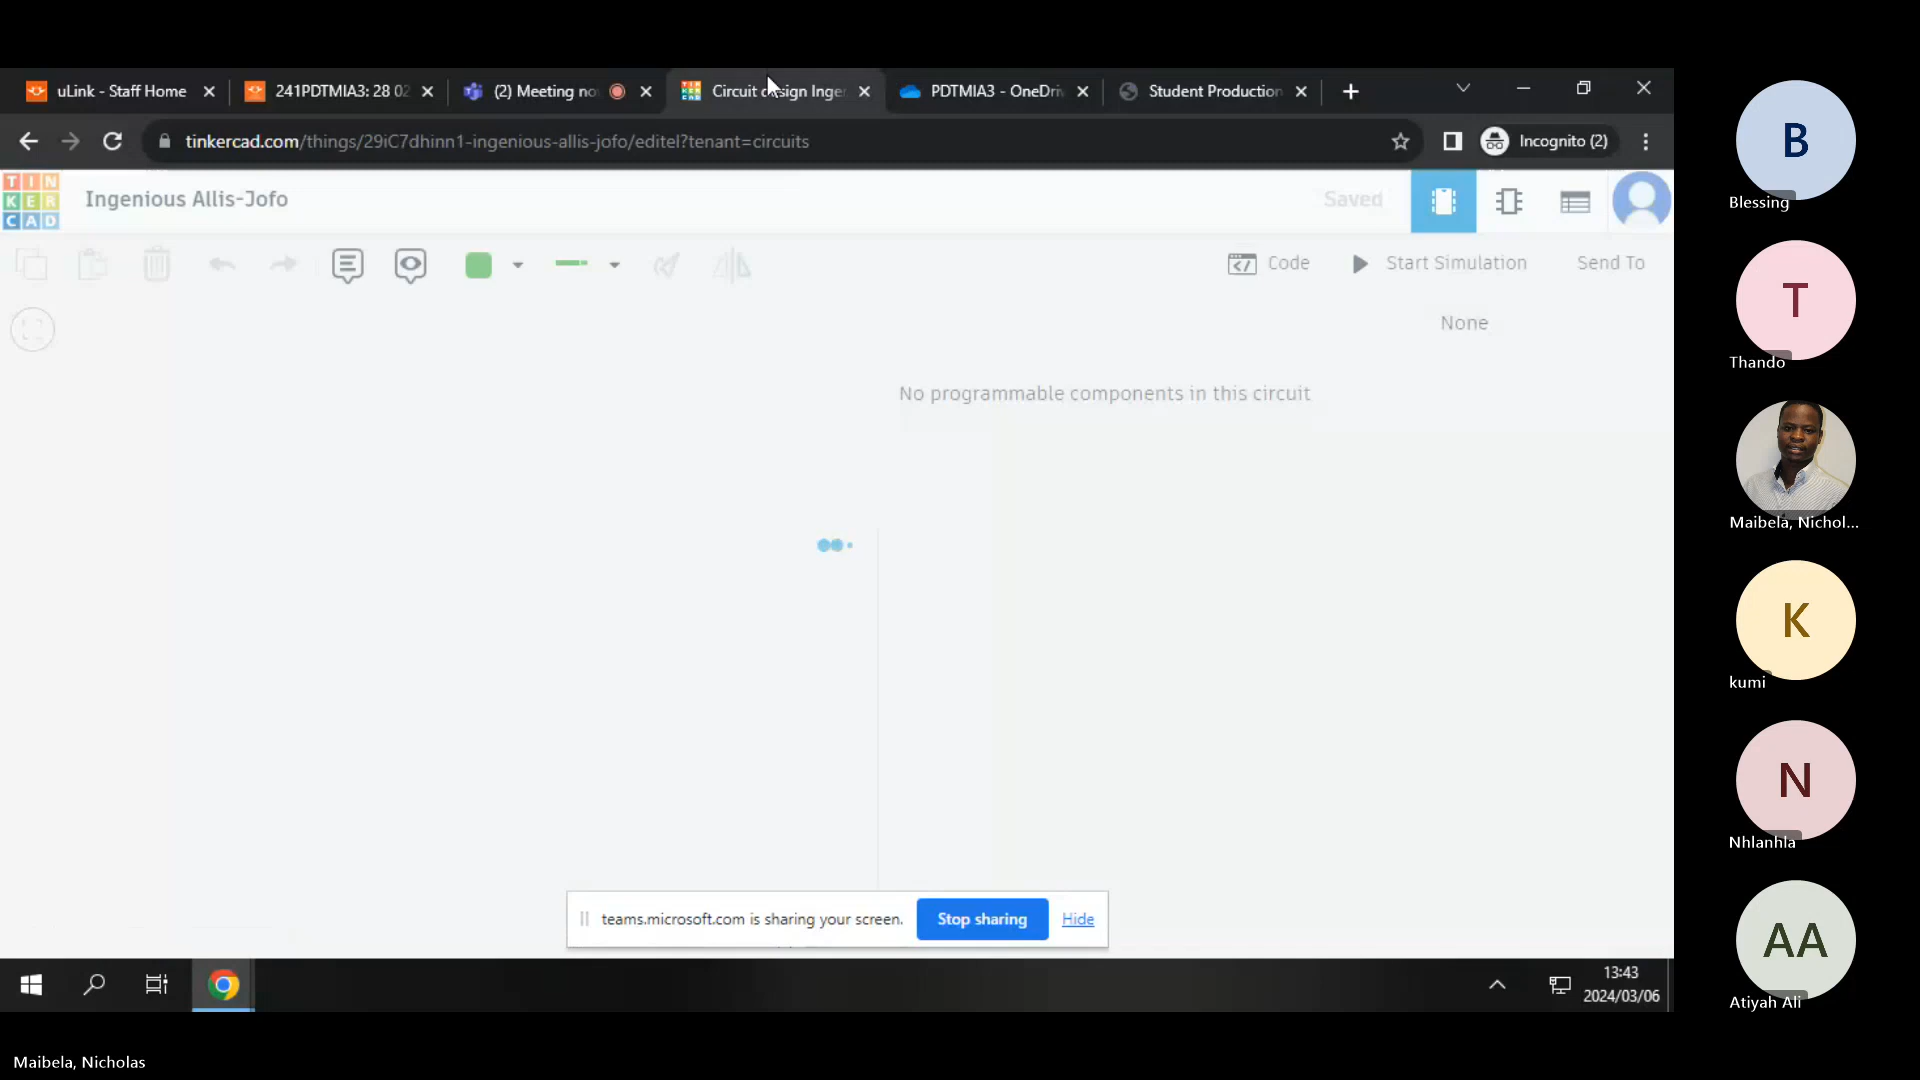 uLink - Staff Home
241PDTMIA3: 28 02
(2) Meeting no
Circuit design Inge
PDTMIA3 - OneDri
Student Production
tinkercad.com/things/29iC7dhinn1-ingenious-allis-jofo/editel?tenant=circuits
Incognito (2)
TIN
KER
CAD
Ingenious Allis-Jofo
Saved
Code
Start Simulation
Send To
None
No programmable components in this circuit
teams.microsoft.com is sharing your screen.
Stop sharing
Hide
13:43
2024/03/06
B
Blessing
T
Thando
Maibela, Nichol...
K
kumi
N
Nhlanhla
AA
Atiyah Ali
Maibela, Nicholas